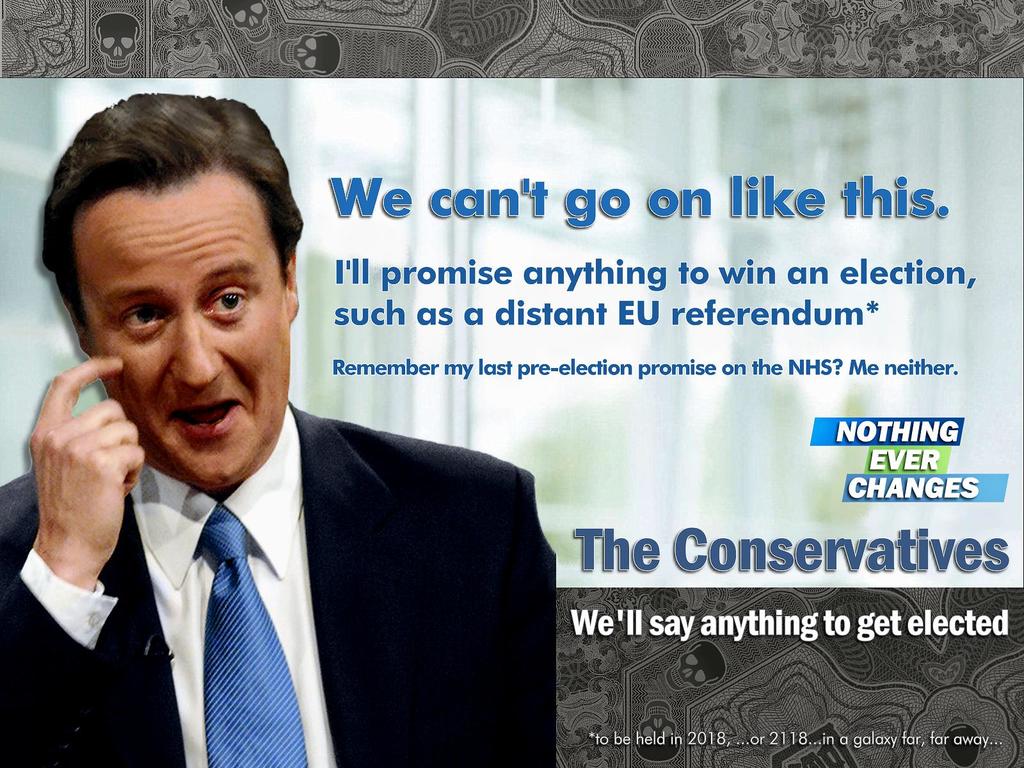 We can't go on like this.
I'll promise anything to win an election,
such as a distant EU referendum*
Remember my last pre-election promise on the NHS? Me neither.
NOTHING
EVER
CHANGES
The Conservatives
We'll say anything to get elected
*to be held in 2018, ...or 2118...in a galaxy far, far away...